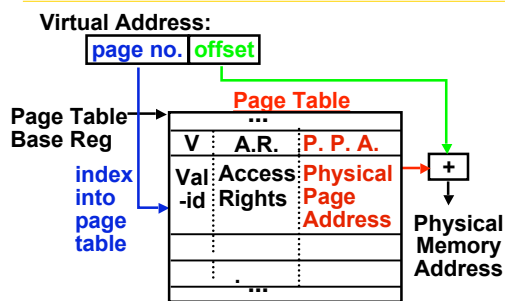 Virtual Address:
page no. offset
Page Table
Page Table
Base Reg
...
V A.R. P. P. A.
index
into
page
table
Val
-id
Access
Rights
Physical
Page
Address
+
Physical
Memory
Address
...